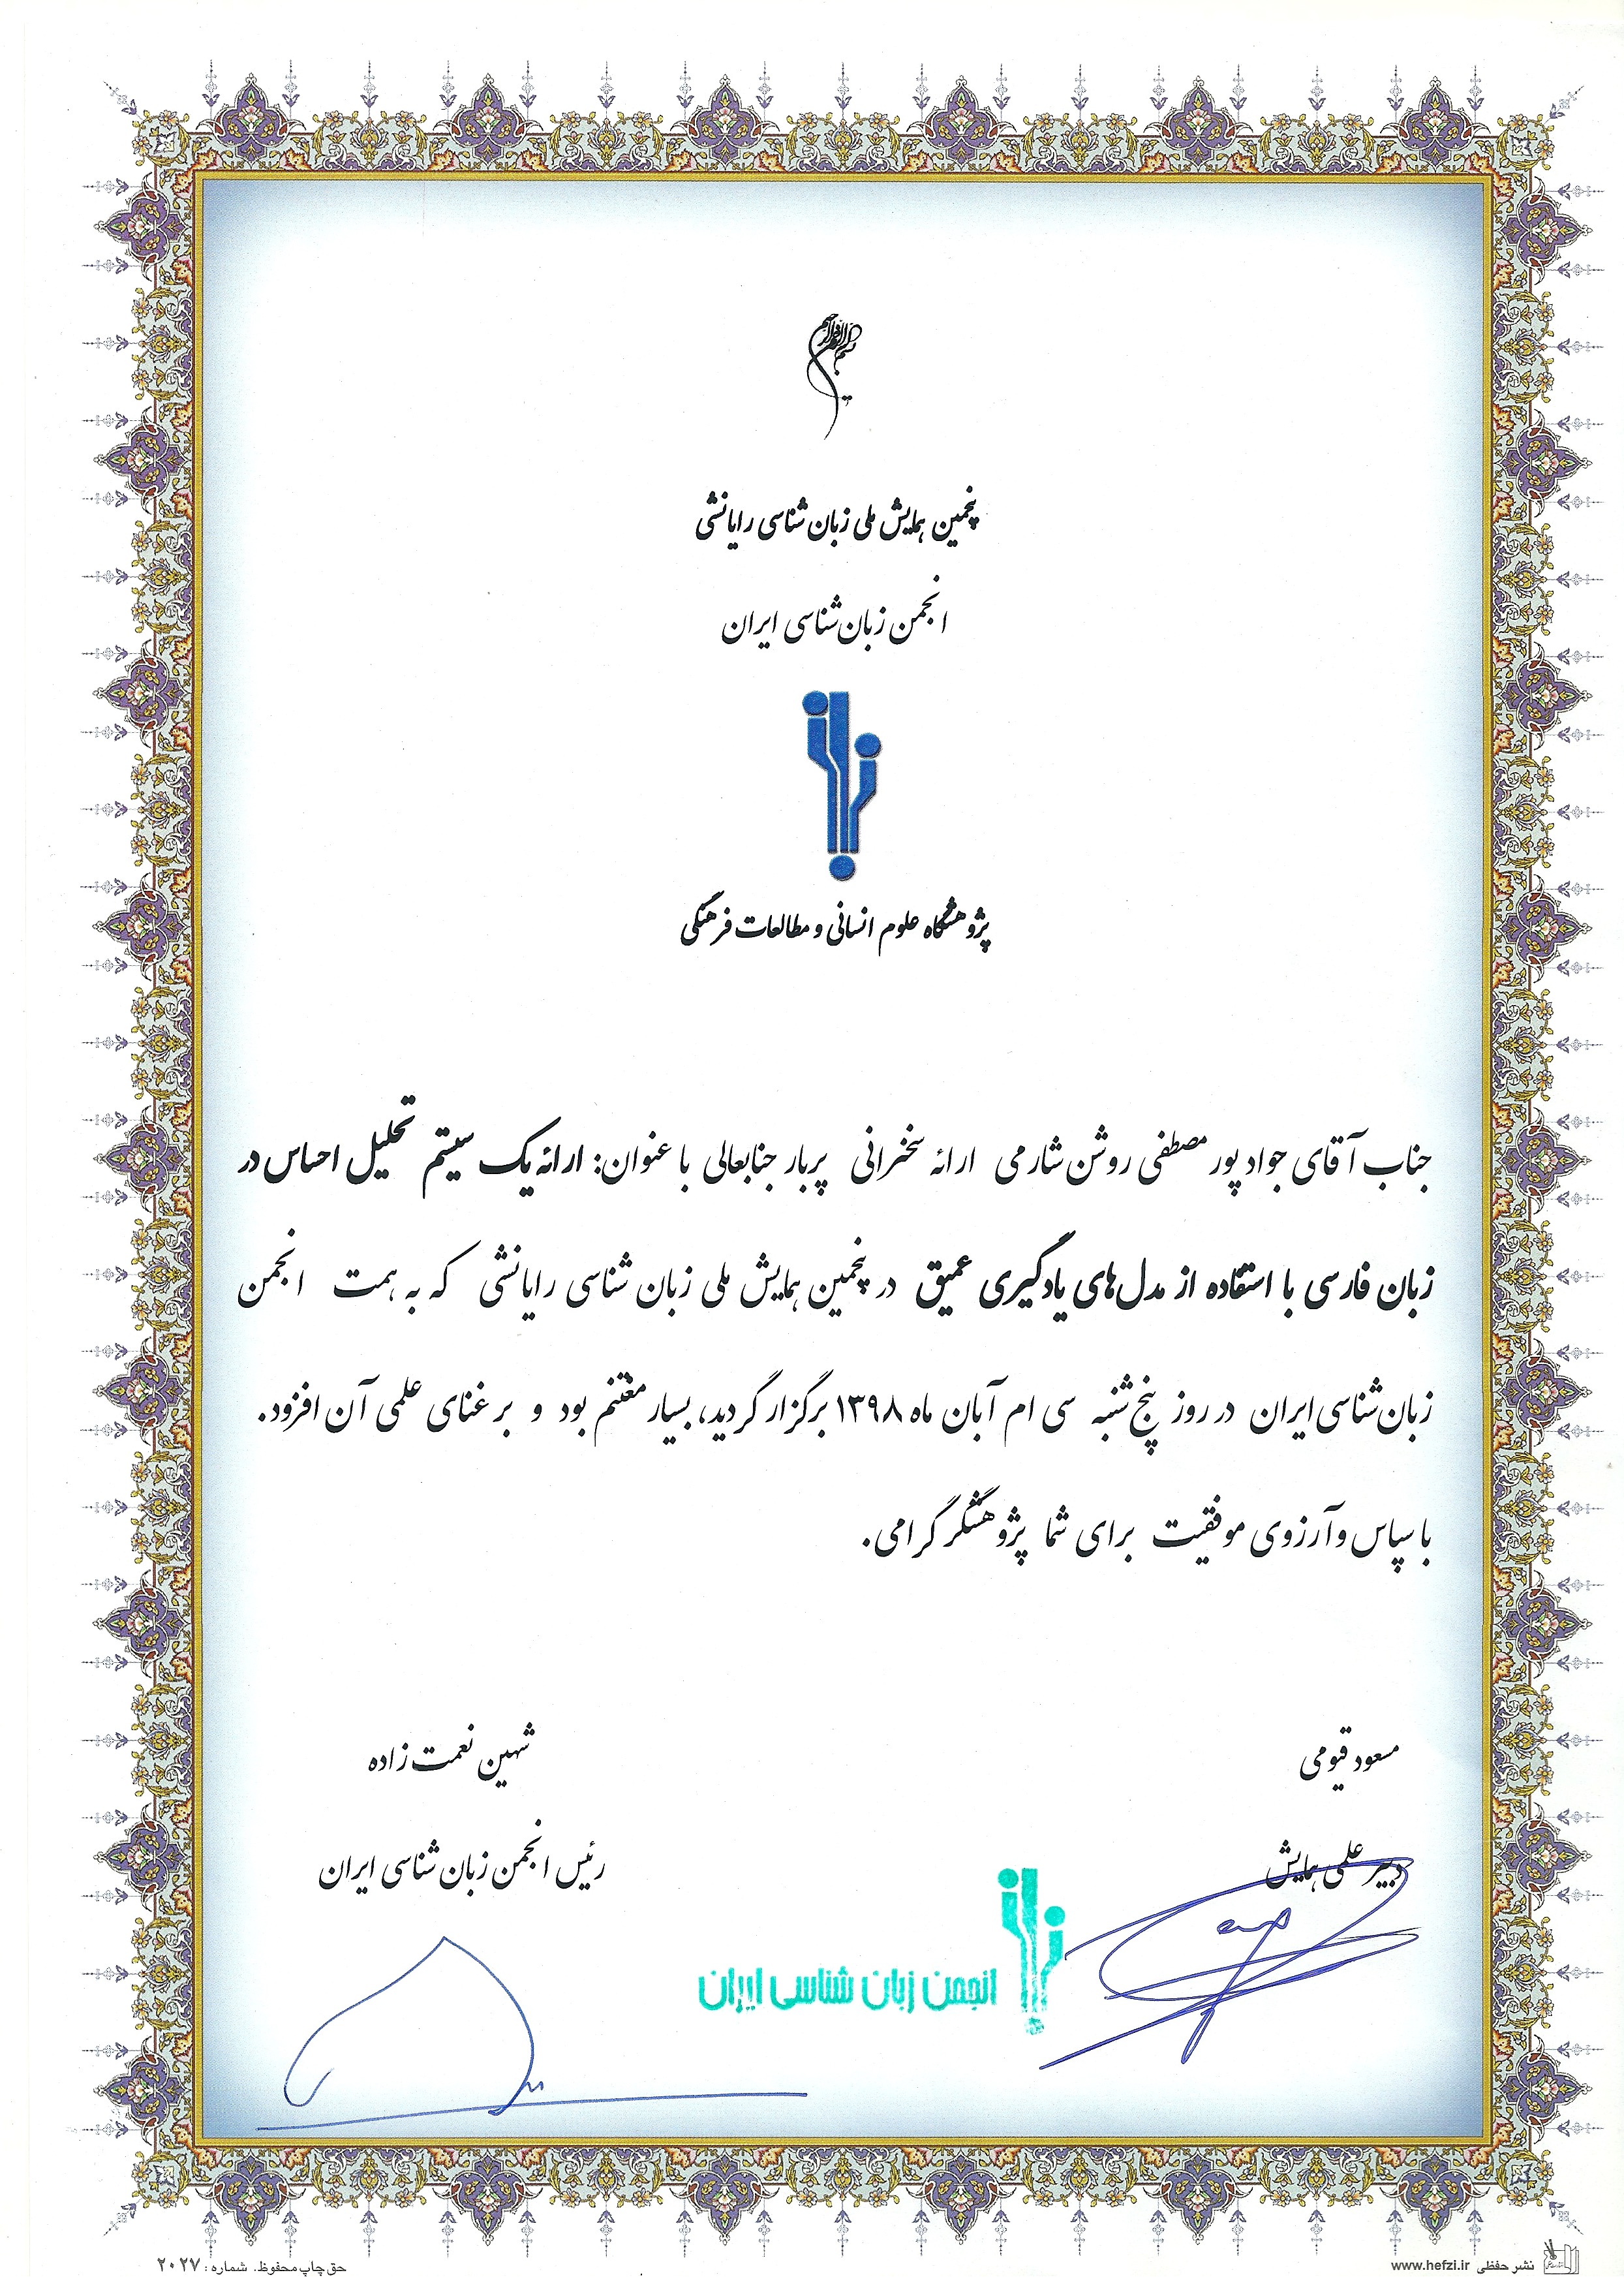 بسم الله الرحمن الرحیم
پنجمین همایش ملی زبان شناسی رایانشی
انجمن زبان‌شناسی ایران
پژوهشگاه علوم انسانی و مطالعات فرهنگی
جناب آقای جواد پور مصطفی روشن شارمی ارائه سخنرانی پربار جنابعالی با عنوان: ارائه یک سیستم تحلیل احساس در
زبان فارسی با استفاده از مدل‌های یادگیری عمیق در پنجمین همایش ملی زبان شناسی رایانشی که به همت انجمن
زبان‌شناسی ایران در روز پنج‌شنبه سی ام آبان ماه ۱۳۹۸ برگزار گردید، بسیار مغتنم بود و بر غنای علمی آن افزود.
با سپاس و آرزوی موفقیت برای شما پژوهشگر گرامی.
مسعود قیومی
شهین نعمت زاده
دبیر علمی همایش
رئیس انجمن زبان شناسی ایران
انجمن زبان شناسی ایران
نشر حفظی www.hefzi.ir
حق چاپ محفوظ. شماره: ۲۰۲۷